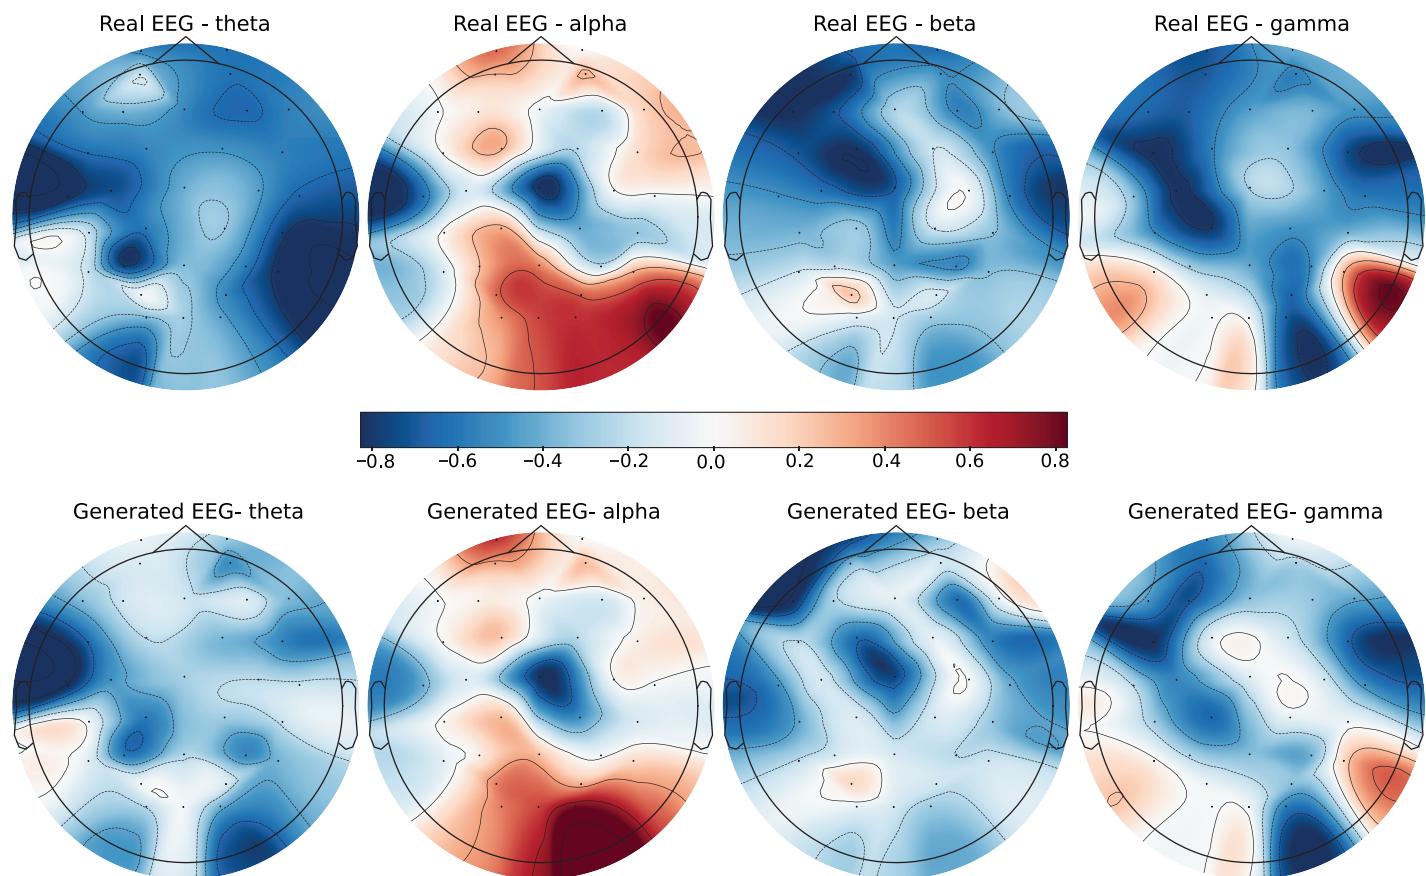 Real EEG - theta
Real EEG - alpha
Real EEG - beta
Real EEG - gamma
−0.8 −0.6 −0.4 −0.2 0.0 0.2 0.4 0.6 0.8
Generated EEG- theta
Generated EEG- alpha
Generated EEG- beta
Generated EEG- gamma